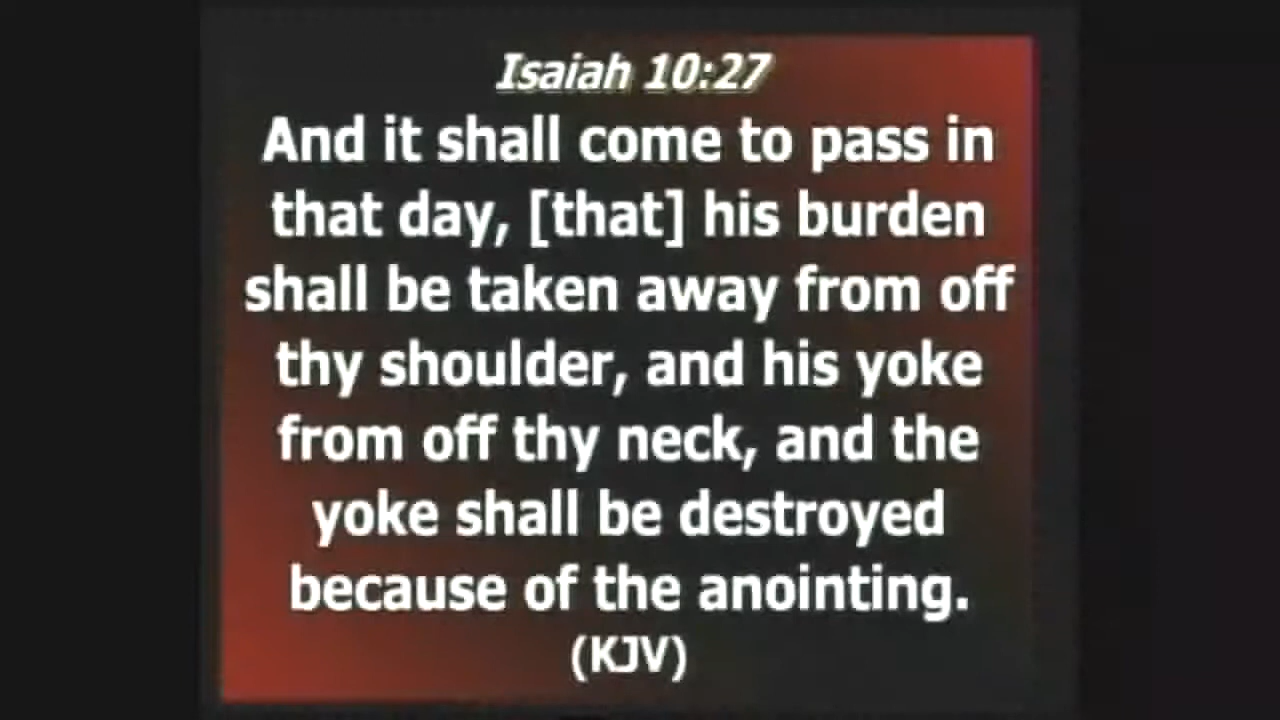 Isaiah 10:27
And it shall come to pass in
that day, [that] his burden
shall be taken away from off
thy shoulder, and his yoke
from off thy neck, and the
yoke shall be destroyed
because of the anointing.
(KJV)